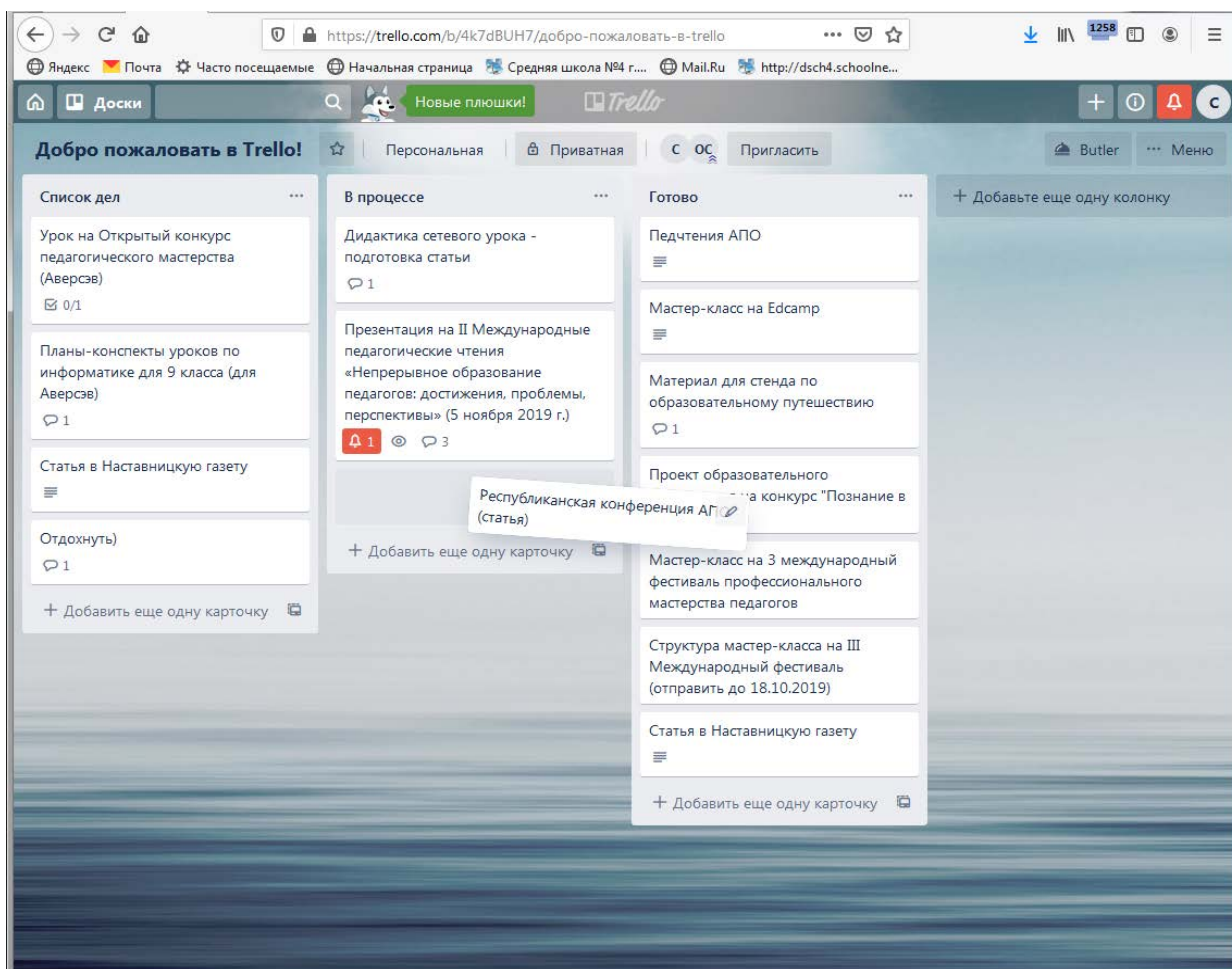 1258
https://trello.com/b/4k7dBUH7/добро-пожаловать-в-trello
Яндекс Почта Часто посещаемые Начальная страница Средняя школа №4 г.... Mail.Ru http://dsch4.schoolne...
Доски Новые плюшки! Trello C
Добро пожаловать в Trello! Персональная Приватная C ОС Пригласить Butler ... Меню
Список дел
Урок на Открытый конкурс
педагогического мастерства
(Аверсэв)
0/1
Планы-конспекты уроков по
информатике для 9 класса (для
Аверсэв)
1
Статья в Наставницкую газету
Отдохнуть)
1
+ Добавить еще одну карточку
В процессе
Дидактика сетевого урока -
подготовка статьи
1
Презентация на II Международные
педагогические чтения
«Непрерывное образование
педагогов: достижения, проблемы,
перспективы» (5 ноября 2019 г.)
1 3
Республиканская конференция
(статья)
+ Добавить еще одну карточку
Готово
Педчтения АПО
Мастер-класс на Edcamp
Материал для стенда по
образовательному путешествию
1
Проект образовательного
на конкурс "Познание в
Мастер-класс на 3 международный
фестиваль профессионального
мастерства педагогов
Структура мастер-класса на III
Международный фестиваль
(отправить до 18.10.2019)
Статья в Наставницкую газету
+ Добавить еще одну карточку
+ Добавьте еще одну колонку